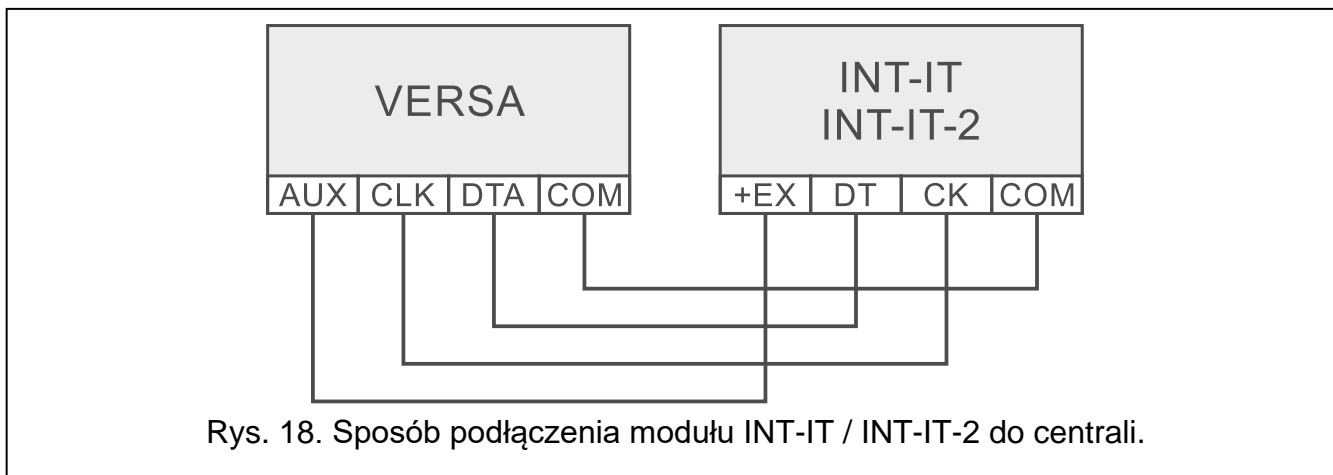 VERSA
INT-IT
INT-IT-2
AUX CLK DTA COM
+EX DT CK COM
Rys. 18. Sposób podłączenia modułu INT-IT / INT-IT-2 do centrali.